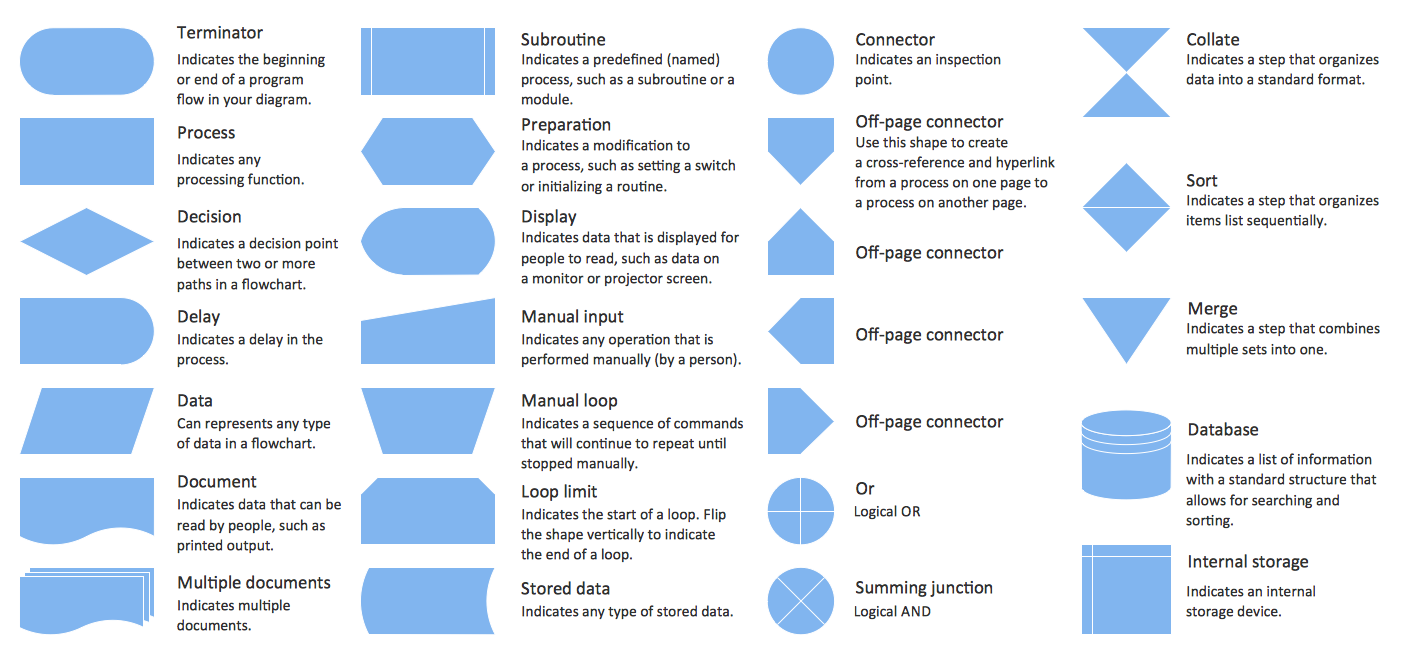 Terminator
Indicates the beginning
or end of a program
flow in your diagram.
Process
Indicates any
processing function.
Decision
Indicates a decision point
between two or more
paths in a flowchart.
Delay
Indicates a delay in the
process.
Data
Can represents any type
of data in a flowchart.
Document
Indicates data that can be
read by people, such as
printed output.
Multiple documents
Indicates multiple
documents.
Subroutine
Indicates a predefined (named)
process, such as a subroutine or a
module.
Preparation
Indicates a modification to
a process, such as setting a switch
or initializing a routine.
Display
Indicates data that is displayed for
people to read, such as data on
a monitor or projector screen.
Manual input
Indicates any operation that is
performed manually (by a person).
Manual loop
Indicates a sequence of commands
that will continue to repeat until
stopped manually.
Loop limit
Indicates the start of a loop. Flip
the shape vertically to indicate
the end of a loop.
Stored data
Indicates any type of stored data.
Connector
Indicates an inspection
point.
Off-page connector
Use this shape to create
a cross-reference and hyperlink
from a process on one page to
a process on another page.
Off-page connector
Off-page connector
Off-page connector
Or
Logical OR
Summing junction
Logical AND
Collate
Indicates a step that organizes
data into a standard format.
Sort
Indicates a step that organizes
items list sequentially.
Merge
Indicates a step that combines
multiple sets into one.
Database
Indicates a list of information
with a standard structure that
allows for searching and
sorting.
Internal storage
Indicates an internal
storage device.